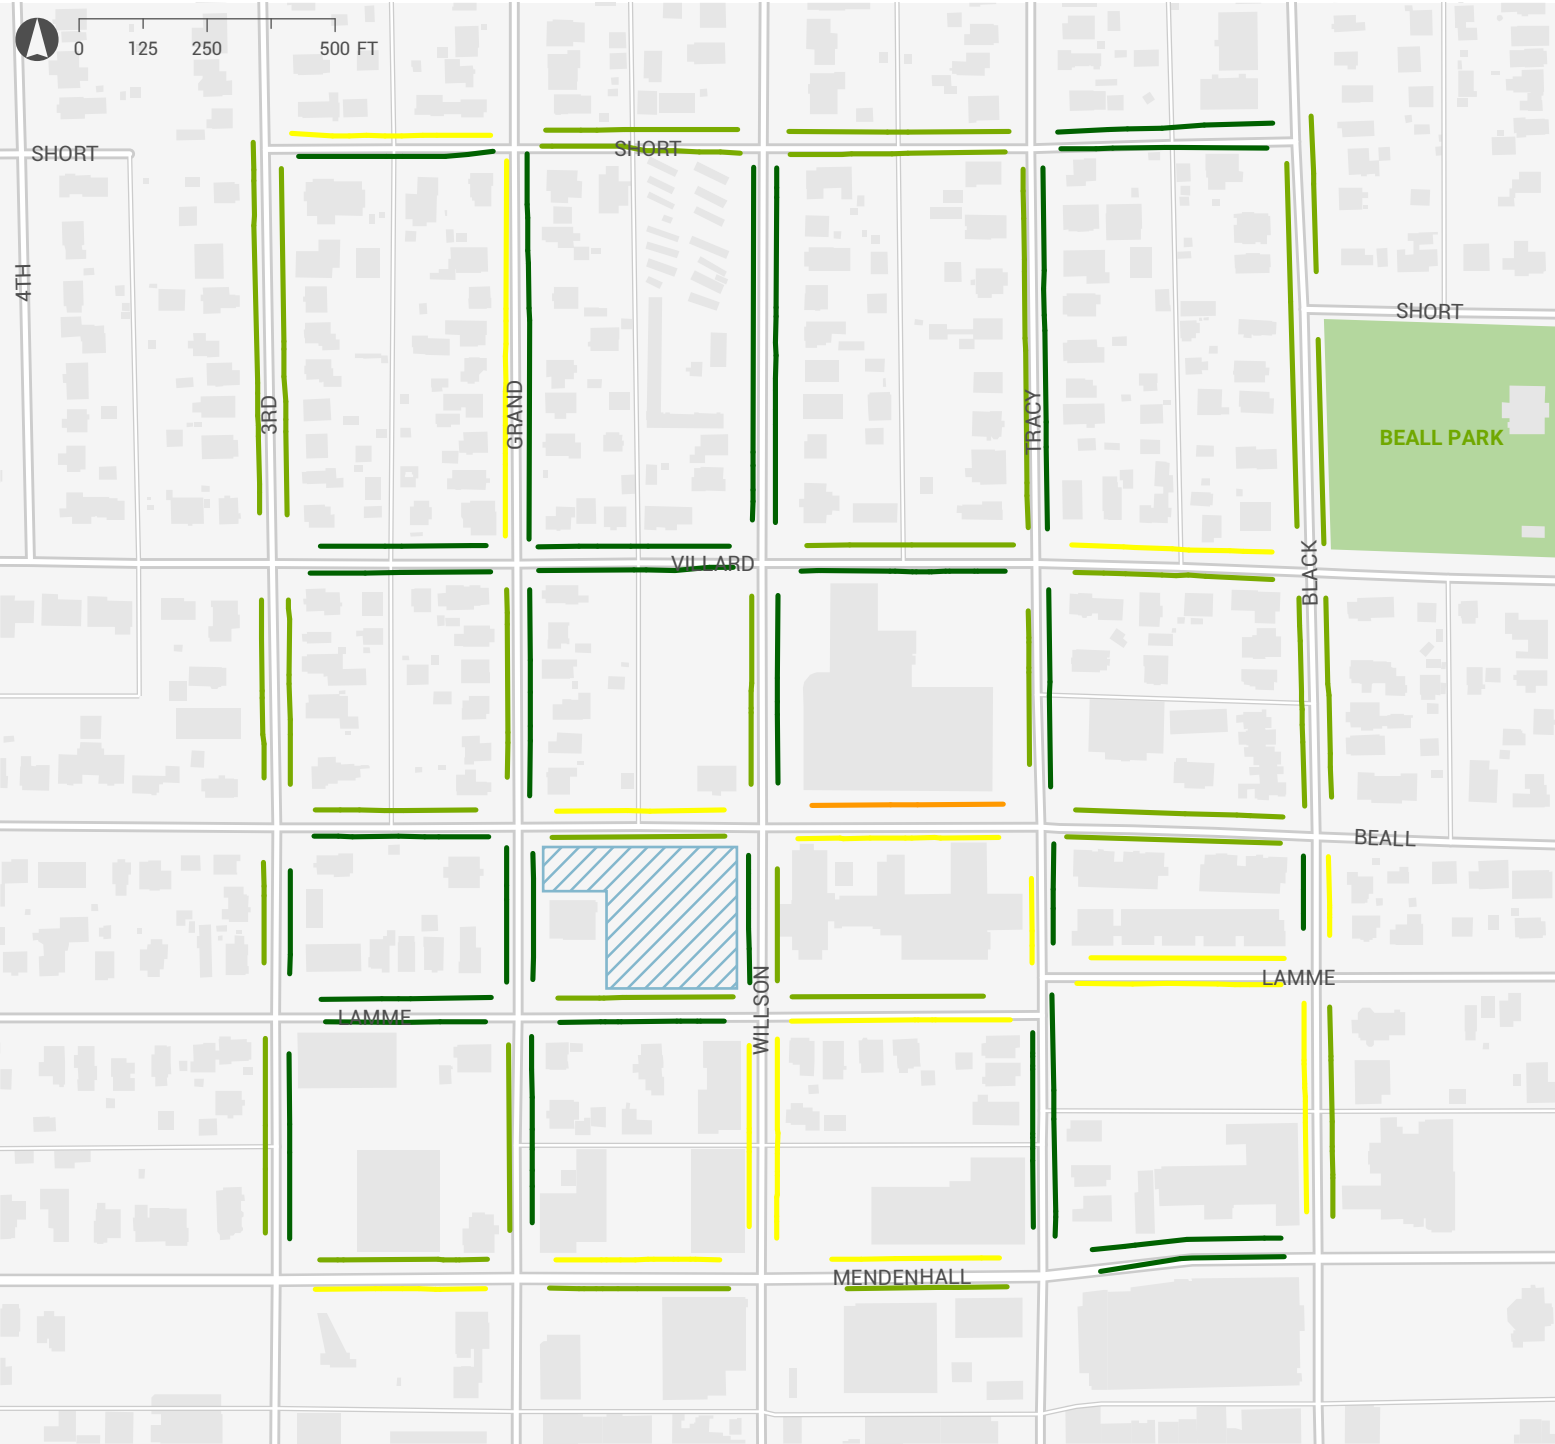 0 125 250 500 FT
SHORT
SHORT
4TH
SHORT
3RD
GRAND
TRACY
BEALL PARK
VILLARD
BLACK
BEALL
LAMME
WILLSON
LAMME
MENDENHALL